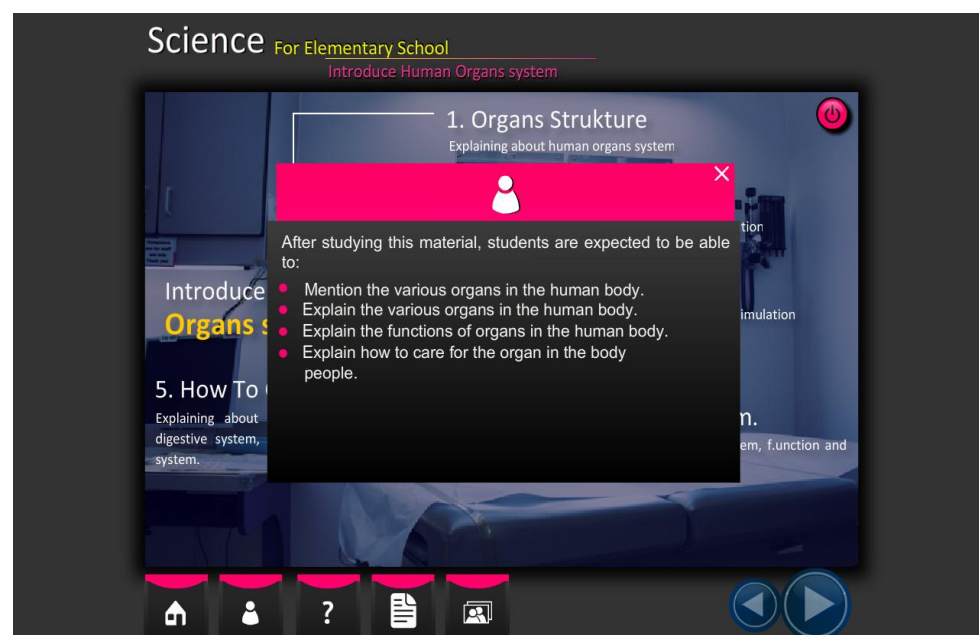 Science For Elementary School
Introduce Human Organs system
1. Organs Strukture
Explaining about human organs system
tion
After studying this material, students are expected to be able
to:
Mention the various organs in the human body.
Explain the various organs in the human body.
Explain the functions of organs in the human body.
Explain how to care for the organ in the body
people.
Introduce
Organs s
imulation
5. How To
Explaining about
digestive system,
system.
m.
em, f.unction and
?